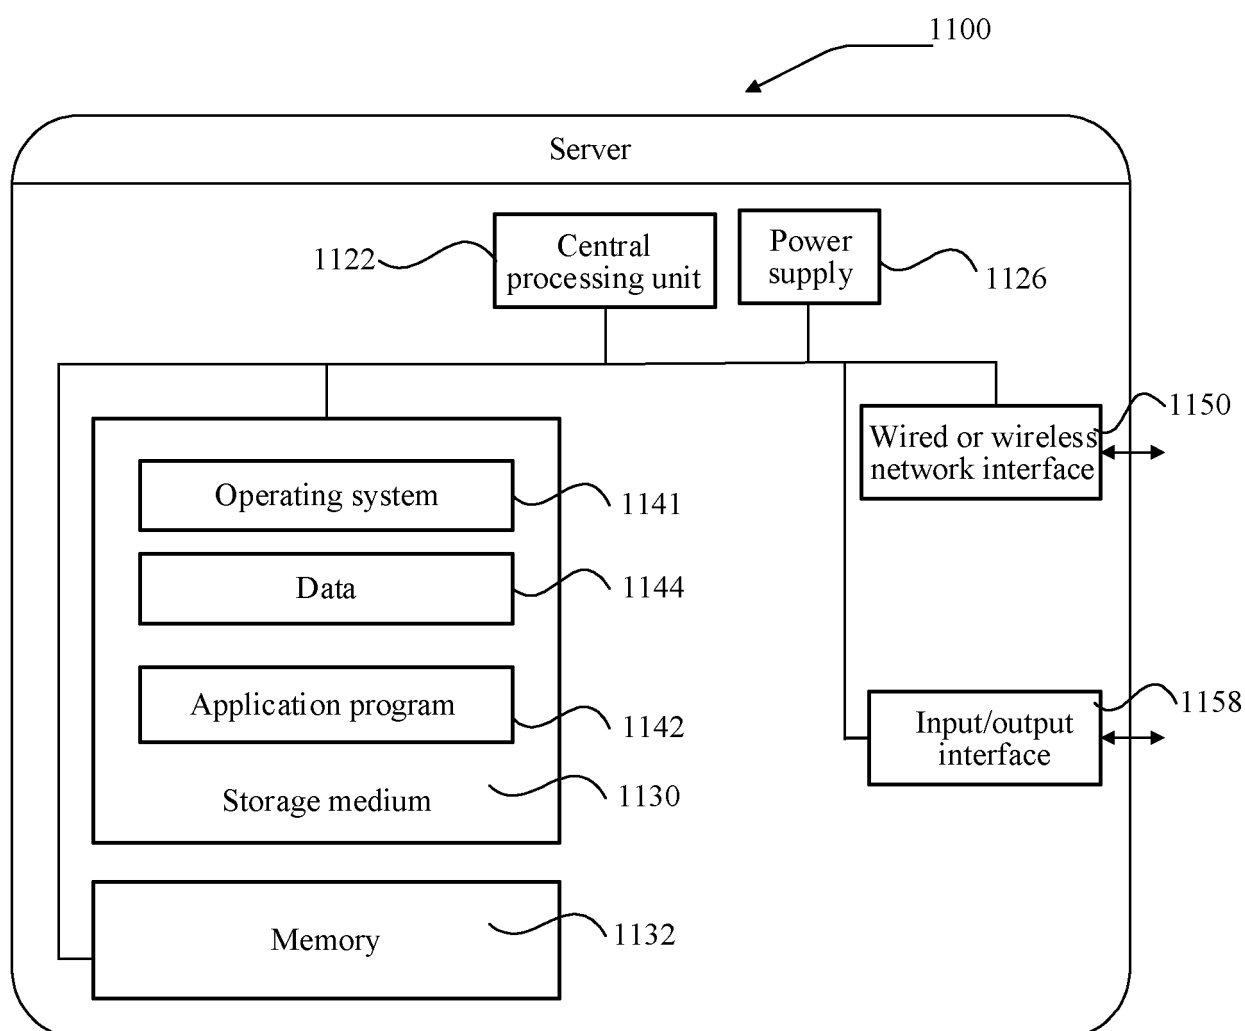 1100
Server
1122
Central
processing unit
Power
supply
1126
1150
Wired or wireless
network interface
Operating system
1141
Data
1144
Application program
1142
1158
Input/output
interface
Storage medium
1130
Memory
1132